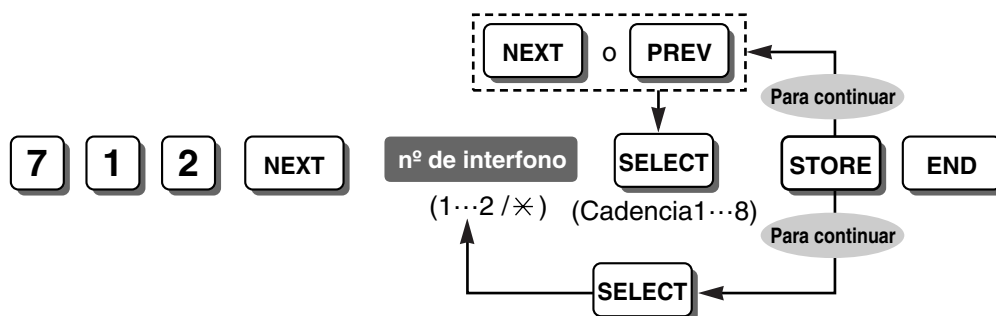 NEXT o PREV
Para continuar
7 1 2 NEXT nº de interfono SELECT STORE END
(1···2 /✳) (Cadencia1···8)
Para continuar
SELECT